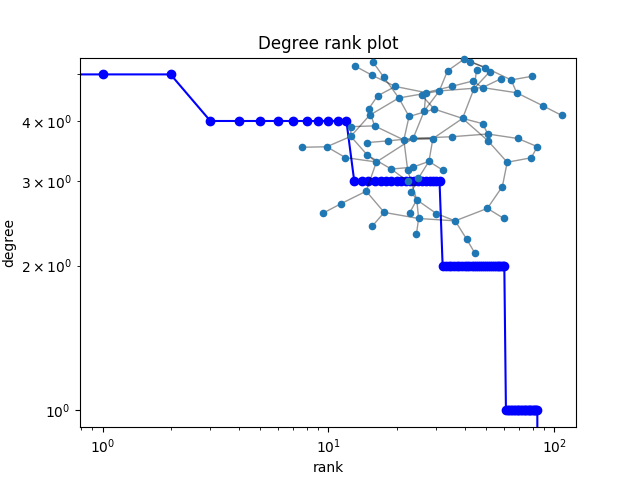 Degree rank plot
degree
4 × 10⁰
3 × 10⁰
2 × 10⁰
10⁰
10⁰
10¹
10²
rank